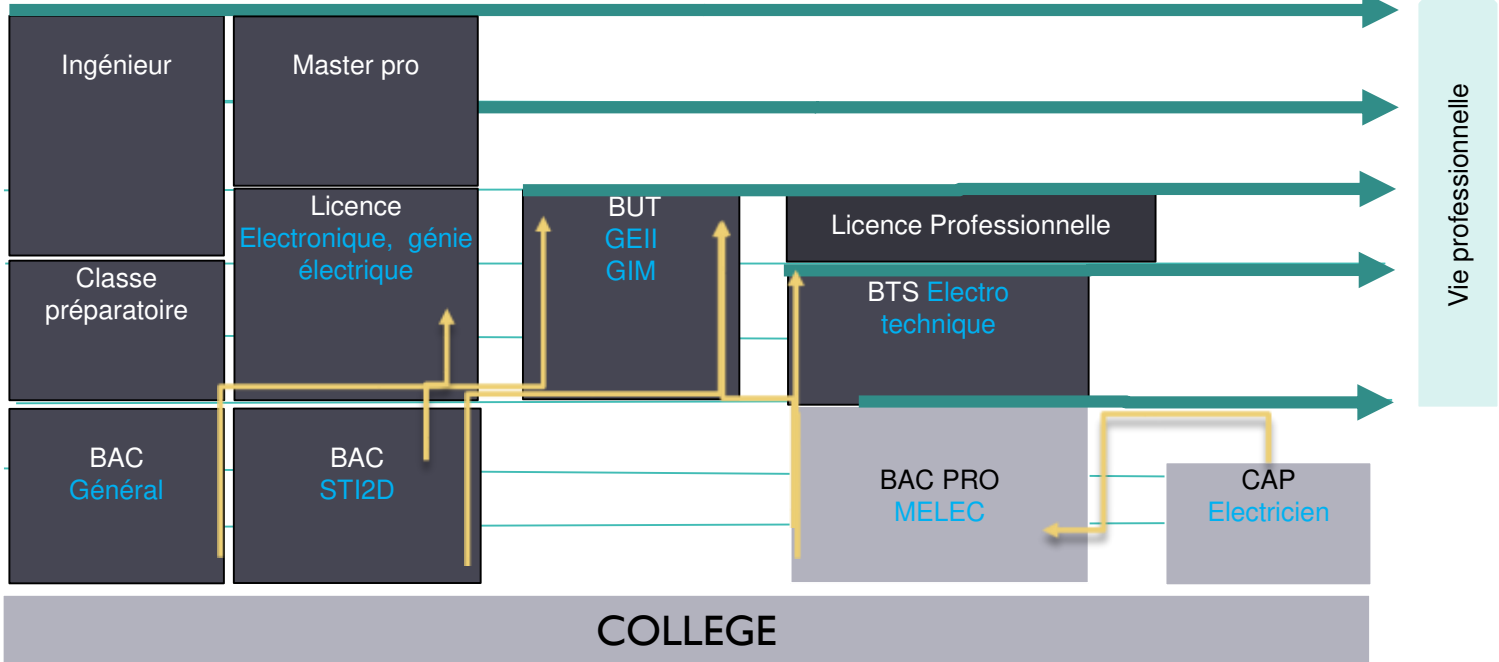 Ingénieur
Master pro
Vie professionnelle
Licence
Electronique, génie
électrique
BUT
GEII
GIM
Licence Professionnelle
Classe
préparatoire
BTS Electro
technique
BAC
Général
BAC
STI2D
BAC PRO
MELEC
CAP
Electricien
COLLEGE